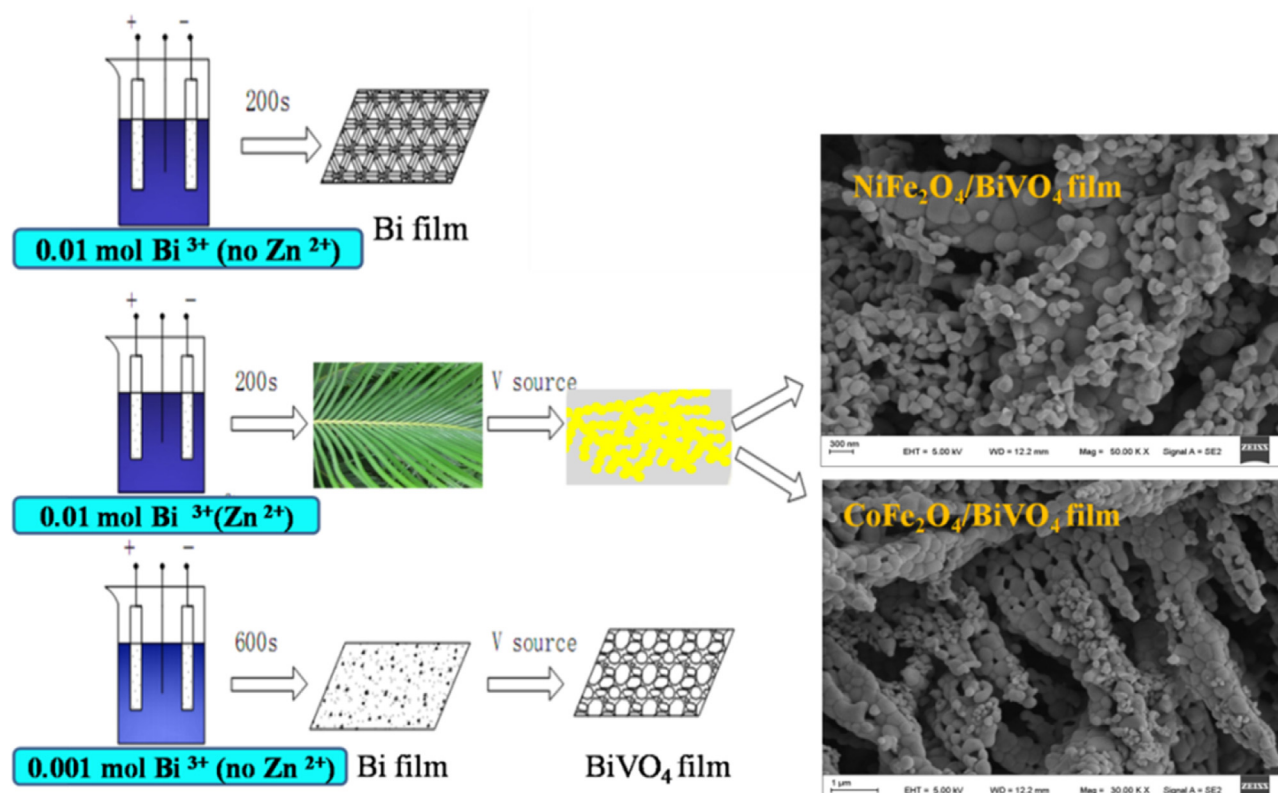 + −
200s
Bi film
0.01 mol Bi ³⁺ (no Zn ²⁺)
+ −
200s
V source
0.01 mol Bi ³⁺(Zn ²⁺)
+ −
600s
V source
Bi film
BiVO₄ film
0.001 mol Bi ³⁺ (no Zn ²⁺)
NiFe₂O₄/BiVO₄ film
300 nm EHT = 5.00 kV WD = 12.2 mm Mag = 50.00 K X Signal A = SE2 ZEISS
CoFe₂O₄/BiVO₄ film
1 µm EHT = 5.00 kV WD = 12.2 mm Mag = 30.00 K X Signal A = SE2 ZEISS